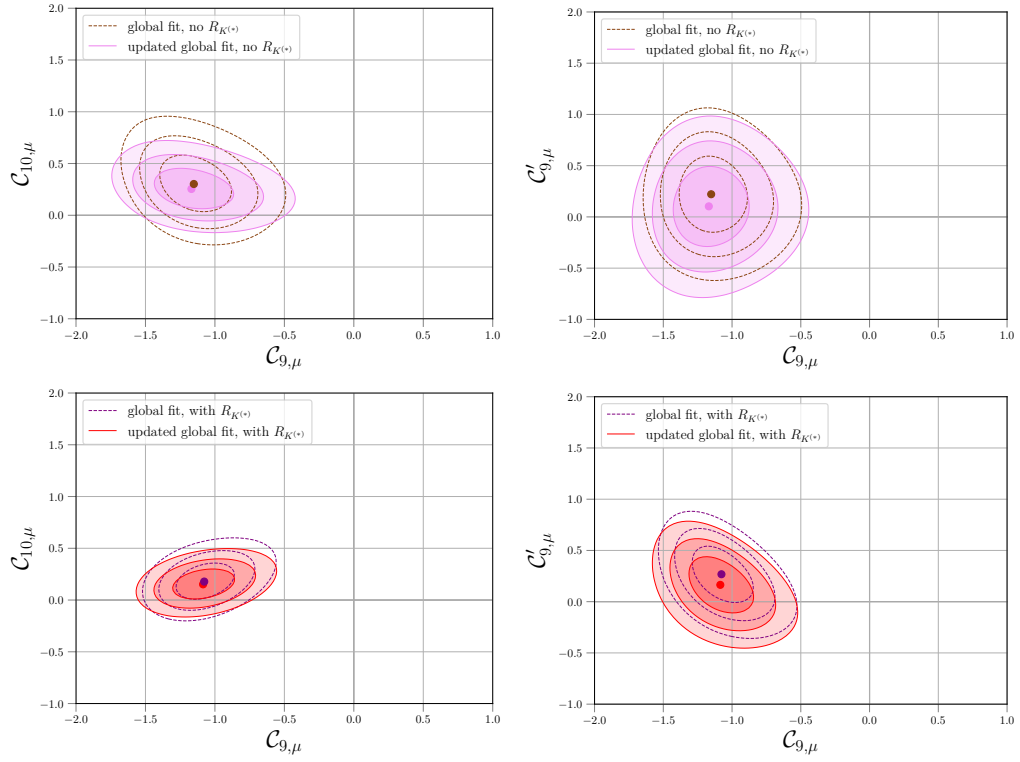 global fit, no R_{K^{(*)}}
updated global fit, no R_{K^{(*)}}
2.0
1.5
1.0
0.5
0.0
−0.5
−1.0
C_{10,μ}
−2.0 −1.5 −1.0 −0.5 0.0 0.5 1.0
C_{9,μ}
global fit, no R_{K^{(*)}}
updated global fit, no R_{K^{(*)}}
2.0
1.5
1.0
0.5
0.0
−0.5
−1.0
C'_{9,μ}
−2.0 −1.5 −1.0 −0.5 0.0 0.5 1.0
C_{9,μ}
global fit, with R_{K^{(*)}}
updated global fit, with R_{K^{(*)}}
2.0
1.5
1.0
0.5
0.0
−0.5
−1.0
C_{10,μ}
−2.0 −1.5 −1.0 −0.5 0.0 0.5 1.0
C_{9,μ}
global fit, with R_{K^{(*)}}
updated global fit, with R_{K^{(*)}}
2.0
1.5
1.0
0.5
0.0
−0.5
−1.0
C'_{9,μ}
−2.0 −1.5 −1.0 −0.5 0.0 0.5 1.0
C_{9,μ}